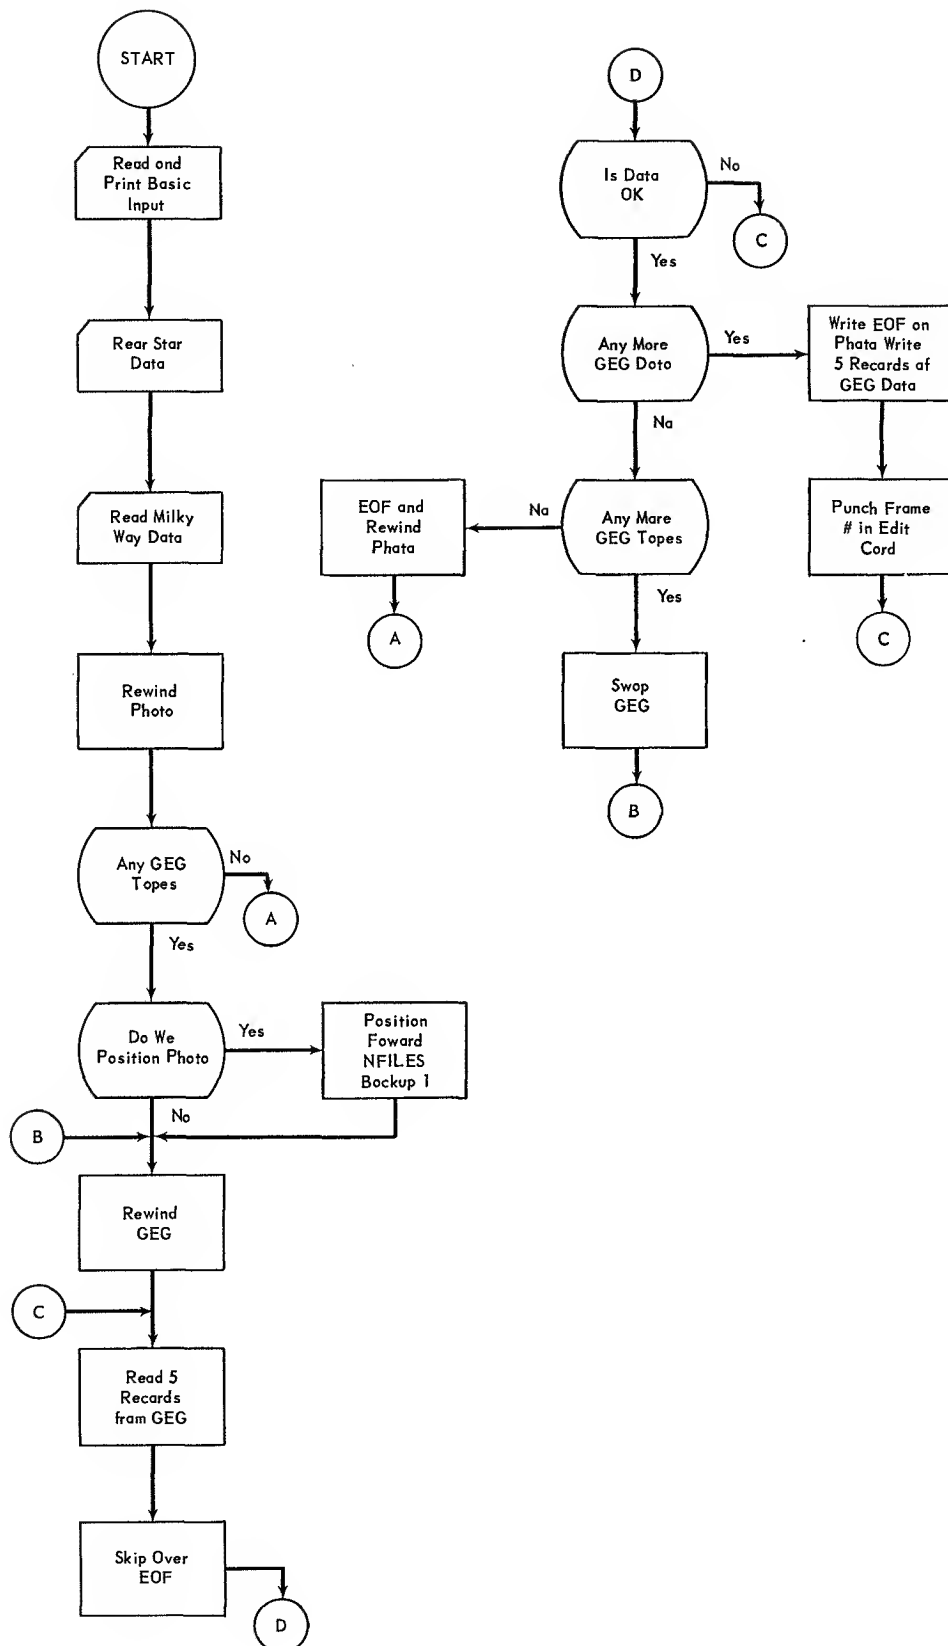 START
Read ond
Print Basic
Input
Rear Star
Data
Read Milky
Way Data
Rewind
Photo
Any GEG
Topes
No
A
Yes
Do We
Position Photo
Yes
Position
Foward
NFILES
Bockup 1
No
B
Rewind
GEG
C
Read 5
Recards
fram GEG
Skip Over
EOF
D
D
Is Data
OK
No
C
Yes
Any More
GEG Doto
Yes
Write EOF on
Phata Write
5 Records af
GEG Data
Na
Punch Frame
# in Edit
Cord
C
Any More
GEG Topes
Na
EOF and
Rewind
Phata
A
Yes
Swop
GEG
B